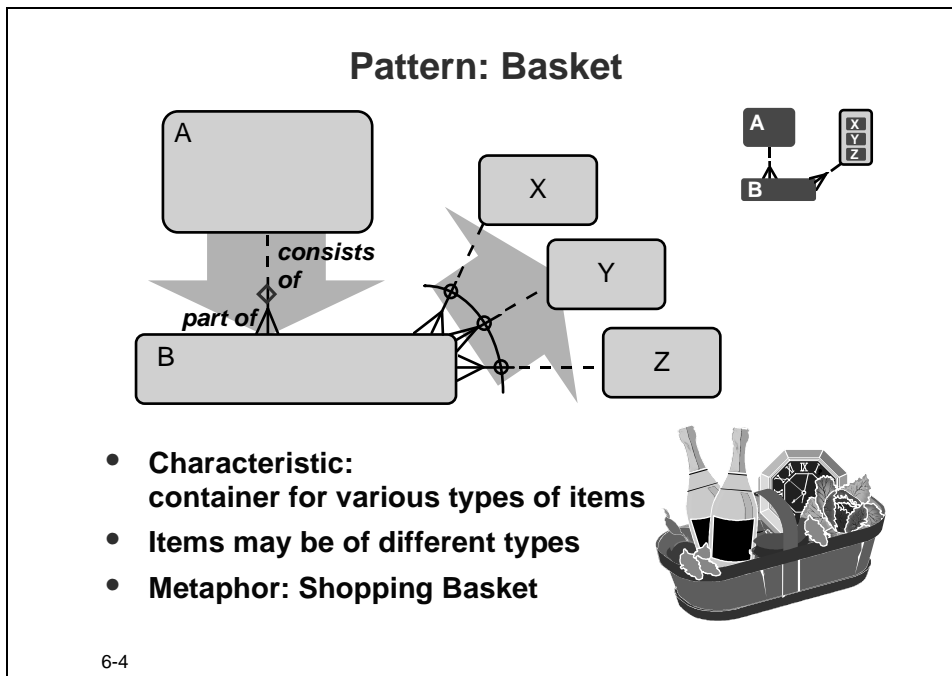 Pattern: Basket
A
consists
of
part of
B
X
Y
Z
A
B
X
Y
Z
• Characteristic:
container for various types of items
• Items may be of different types
• Metaphor: Shopping Basket
6-4